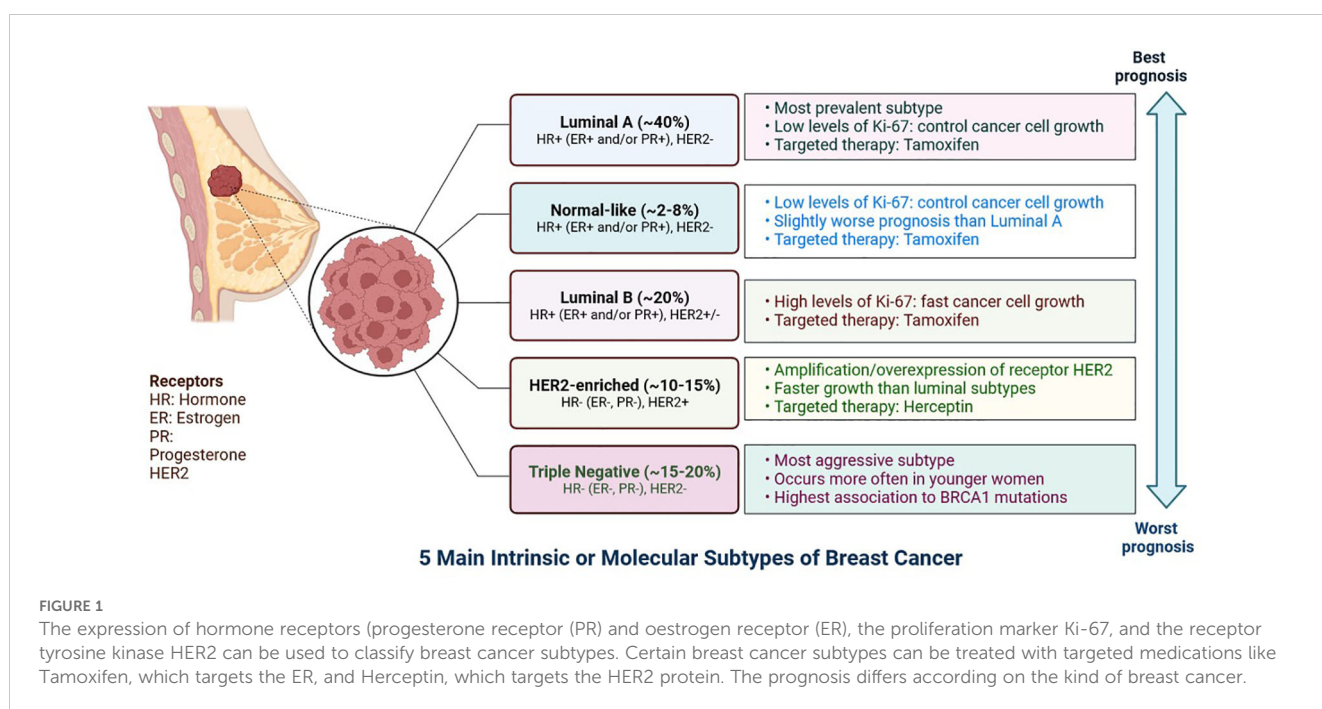 Best
prognosis
Luminal A (~40%)
HR+ (ER+ and/or PR+), HER2-
• Most prevalent subtype
• Low levels of Ki-67: control cancer cell growth
• Targeted therapy: Tamoxifen
Normal-like (~2-8%)
HR+ (ER+ and/or PR+), HER2-
• Low levels of Ki-67: control cancer cell growth
• Slightly worse prognosis than Luminal A
• Targeted therapy: Tamoxifen
Luminal B (~20%)
HR+ (ER+ and/or PR+), HER2+/-
• High levels of Ki-67: fast cancer cell growth
• Targeted therapy: Tamoxifen
HER2-enriched (~10-15%)
HR- (ER-, PR-), HER2+
• Amplification/overexpression of receptor HER2
• Faster growth than luminal subtypes
• Targeted therapy: Herceptin
Triple Negative (~15-20%)
HR- (ER-, PR-), HER2-
• Most aggressive subtype
• Occurs more often in younger women
• Highest association to BRCA1 mutations
Receptors
HR: Hormone
ER: Estrogen
PR:
Progesterone
HER2
Worst
prognosis
5 Main Intrinsic or Molecular Subtypes of Breast Cancer
FIGURE 1
The expression of hormone receptors (progesterone receptor (PR) and oestrogen receptor (ER), the proliferation marker Ki-67, and the receptor
tyrosine kinase HER2 can be used to classify breast cancer subtypes. Certain breast cancer subtypes can be treated with targeted medications like
Tamoxifen, which targets the ER, and Herceptin, which targets the HER2 protein. The prognosis differs according on the kind of breast cancer.